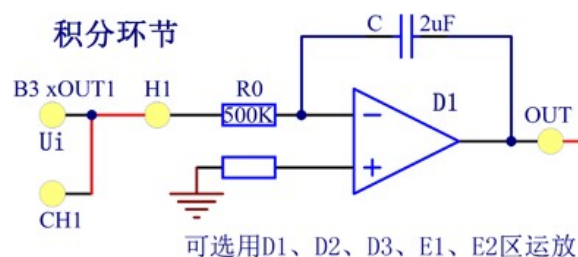 积分环节
C 2uF
B3 xOUT1 H1 R0
500K
D1
OUT
Ui
CH1
− 
+
可选用D1、D2、D3、E1、E2区运放